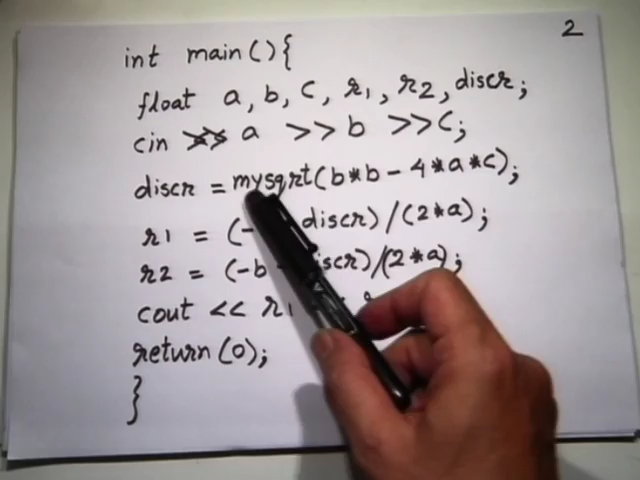 2
int main(){
float a, b, c, r1, r2, discr;
cin >> a >> b >> c;
discr = mysqrt(b*b - 4*a*c);
r1 = (- discr)/(2*a);
r2 = (-b - discr)/(2*a);
cout << r1
return(0);
}